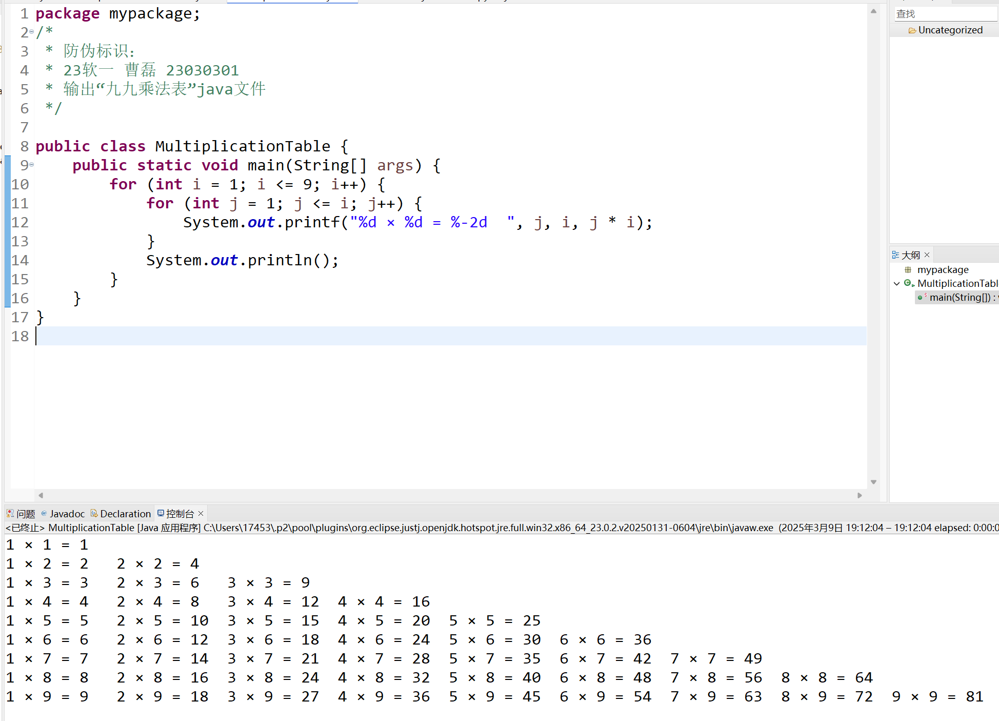 1 package mypackage;
2 /*
3  * 防伪标识：
4  * 23软一 曹磊 23030301
5  * 输出“九九乘法表”java文件
6  */
7
8 public class MultiplicationTable {
9     public static void main(String[] args) {
10         for (int i = 1; i <= 9; i++) {
11             for (int j = 1; j <= i; j++) {
12                 System.out.printf("%d × %d = %-2d  ", j, i, j * i);
13             }
14             System.out.println();
15         }
16     }
17 }
18
查找
Uncategorized
大纲
mypackage
MultiplicationTabl
main(String[]) :
问题 @ Javadoc Declaration 控制台
<已终止> MultiplicationTable [Java 应用程序] C:\Users\17453\.p2\pool\plugins\org.eclipse.justj.openjdk.hotspot.jre.full.win32.x86_64_23.0.2.v20250131-0604\jre\bin\javaw.exe  (2025年3月9日 19:12:04 – 19:12:04 elapsed: 0:00:0
1 × 1 = 1
1 × 2 = 2   2 × 2 = 4
1 × 3 = 3   2 × 3 = 6   3 × 3 = 9
1 × 4 = 4   2 × 4 = 8   3 × 4 = 12  4 × 4 = 16
1 × 5 = 5   2 × 5 = 10  3 × 5 = 15  4 × 5 = 20  5 × 5 = 25
1 × 6 = 6   2 × 6 = 12  3 × 6 = 18  4 × 6 = 24  5 × 6 = 30  6 × 6 = 36
1 × 7 = 7   2 × 7 = 14  3 × 7 = 21  4 × 7 = 28  5 × 7 = 35  6 × 7 = 42  7 × 7 = 49
1 × 8 = 8   2 × 8 = 16  3 × 8 = 24  4 × 8 = 32  5 × 8 = 40  6 × 8 = 48  7 × 8 = 56  8 × 8 = 64
1 × 9 = 9   2 × 9 = 18  3 × 9 = 27  4 × 9 = 36  5 × 9 = 45  6 × 9 = 54  7 × 9 = 63  8 × 9 = 72  9 × 9 = 81